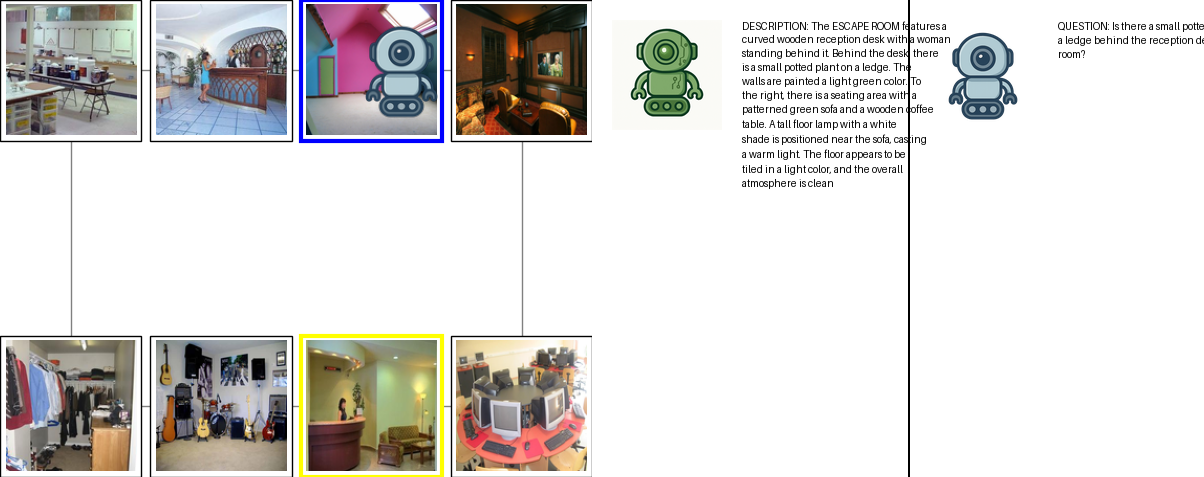 DESCRIPTION: The ESCAPE ROOM features a
curved wooden reception desk with a woman
standing behind it. Behind the desk, there
is a small potted plant on a ledge. The
walls are painted a light green color. To
the right, there is a seating area with a
patterned green sofa and a wooden coffee
table. A tall floor lamp with a white
shade is positioned near the sofa, casting
a warm light. The floor appears to be
tiled in a light color, and the overall
atmosphere is clean
QUESTION: Is there a small potte
a ledge behind the reception de
room?